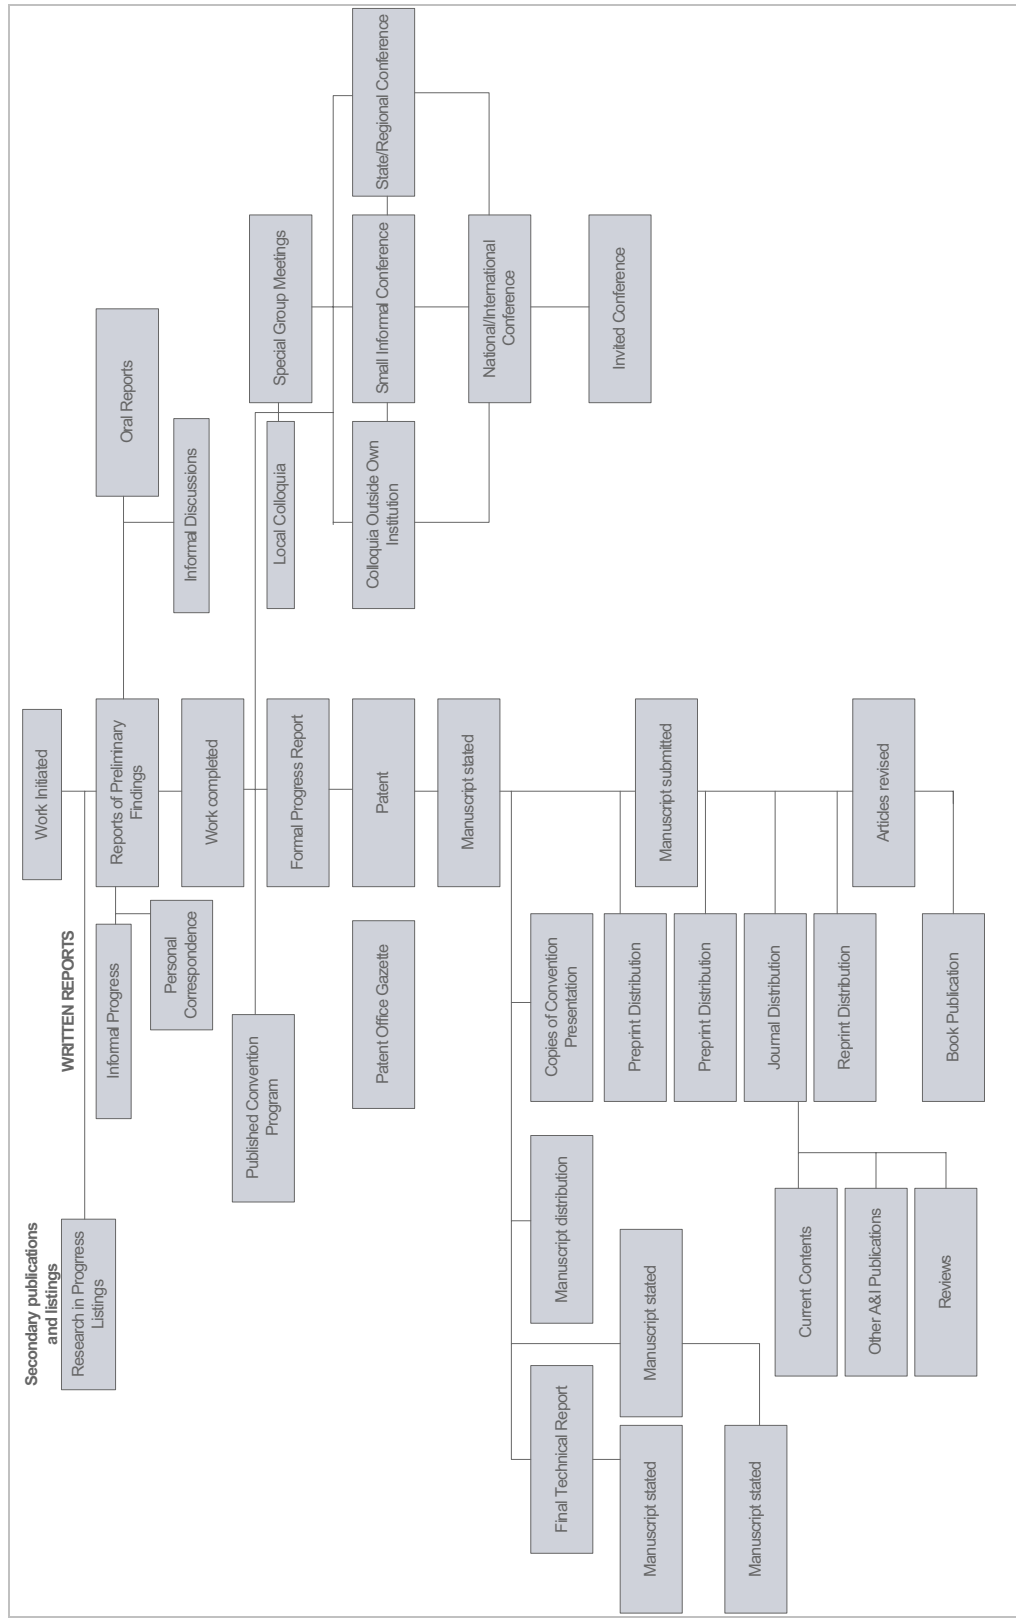 Secondary publications
and listings
WRITTEN REPORTS
Work Initiated
Research in Progrress
Listings
Informal Progress
Personal
Correspondence
Reports of Preliminary
Findings
Oral Reports
Informal Discussions
Work completed
Published Convention
Program
Special Group Meetings
Local Colloquia
Formal Progress Report
Patent Office Gazette
Patent
Colloquia Outside Own
Institution
Small Informal Conference
State/Regional Conference
Manuscript stated
National/International
Conference
Invited Conference
Final Technical Report
Manuscript distribution
Copies of Convention
Presentation
Manuscript stated
Manuscript stated
Preprint Distribution
Manuscript submitted
Preprint Distribution
Manuscript stated
Current Contents
Journal Distribution
Other A&I Publications
Reprint Distribution
Articles revised
Reviews
Book Publication